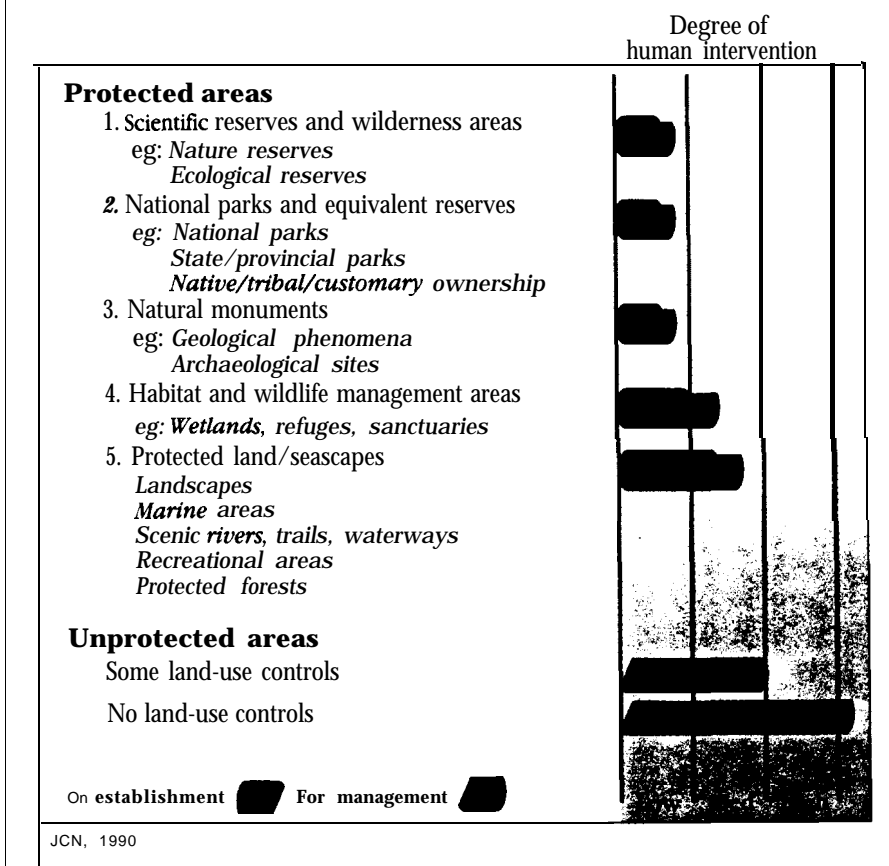 Degree of
human intervention
Protected areas
1. Scientific reserves and wilderness areas
eg: Nature reserves
Ecological reserves
2. National parks and equivalent reserves
eg: National parks
State/provincial parks
Native/tribal/customary ownership
3. Natural monuments
eg: Geological phenomena
Archaeological sites
4. Habitat and wildlife management areas
eg: Wetlands, refuges, sanctuaries
5. Protected land/seascapes
Landscapes
Marine areas
Scenic rivers, trails, waterways
Recreational areas
Protected forests
Unprotected areas
Some land-use controls
No land-use controls
On establishment For management
JCN, 1990